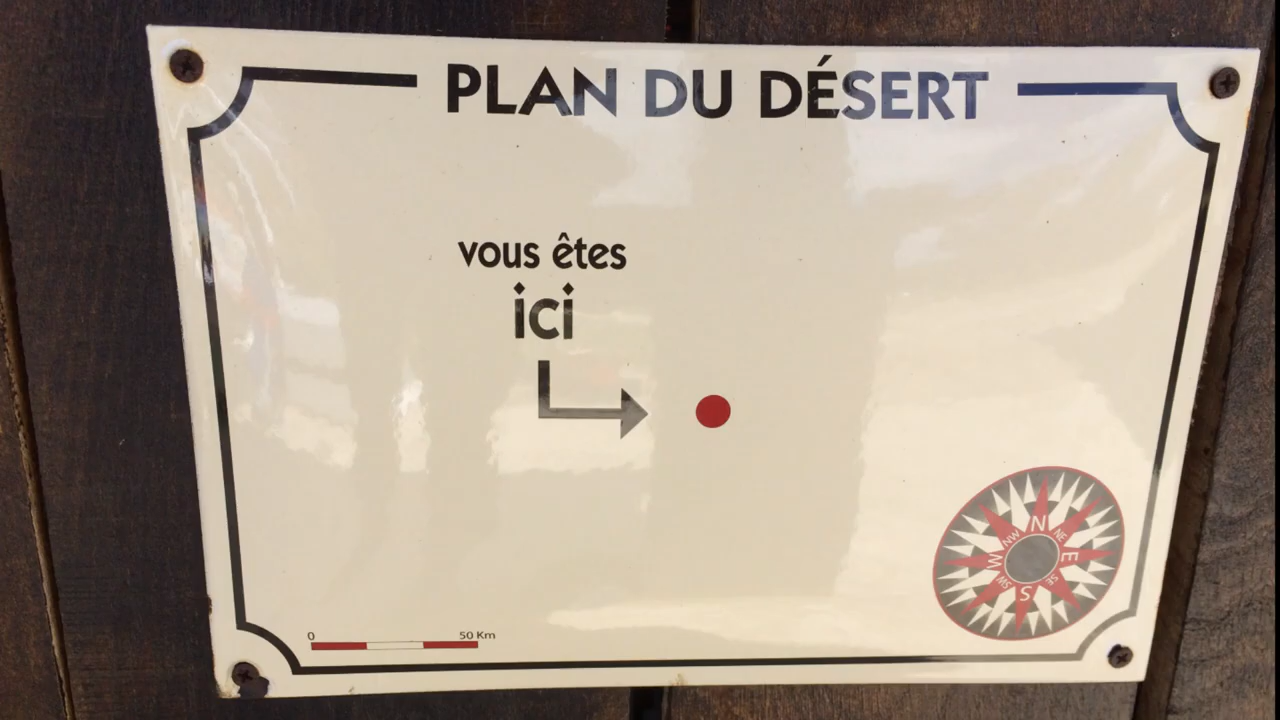 PLAN DU DÉSERT
vous êtes
ici
0 50 Km
N
NE
E
SE
S
SW
W
NW